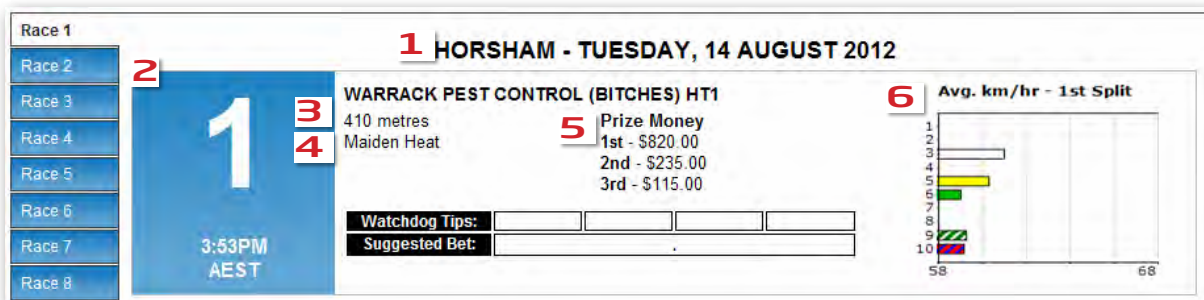 Race 1
Race 2
Race 3
Race 4
Race 5
Race 6
Race 7
Race 8
1 HORSHAM - TUESDAY, 14 AUGUST 2012
2
1
3:53PM
AEST
WARRACK PEST CONTROL (BITCHES) HT1
3 410 metres
4 Maiden Heat
5 Prize Money
1st - $820.00
2nd - $235.00
3rd - $115.00
Watchdog Tips:
Suggested Bet: .
6 Avg. km/hr - 1st Split
1
2
3
4
5
6
7
8
9
10
58 68